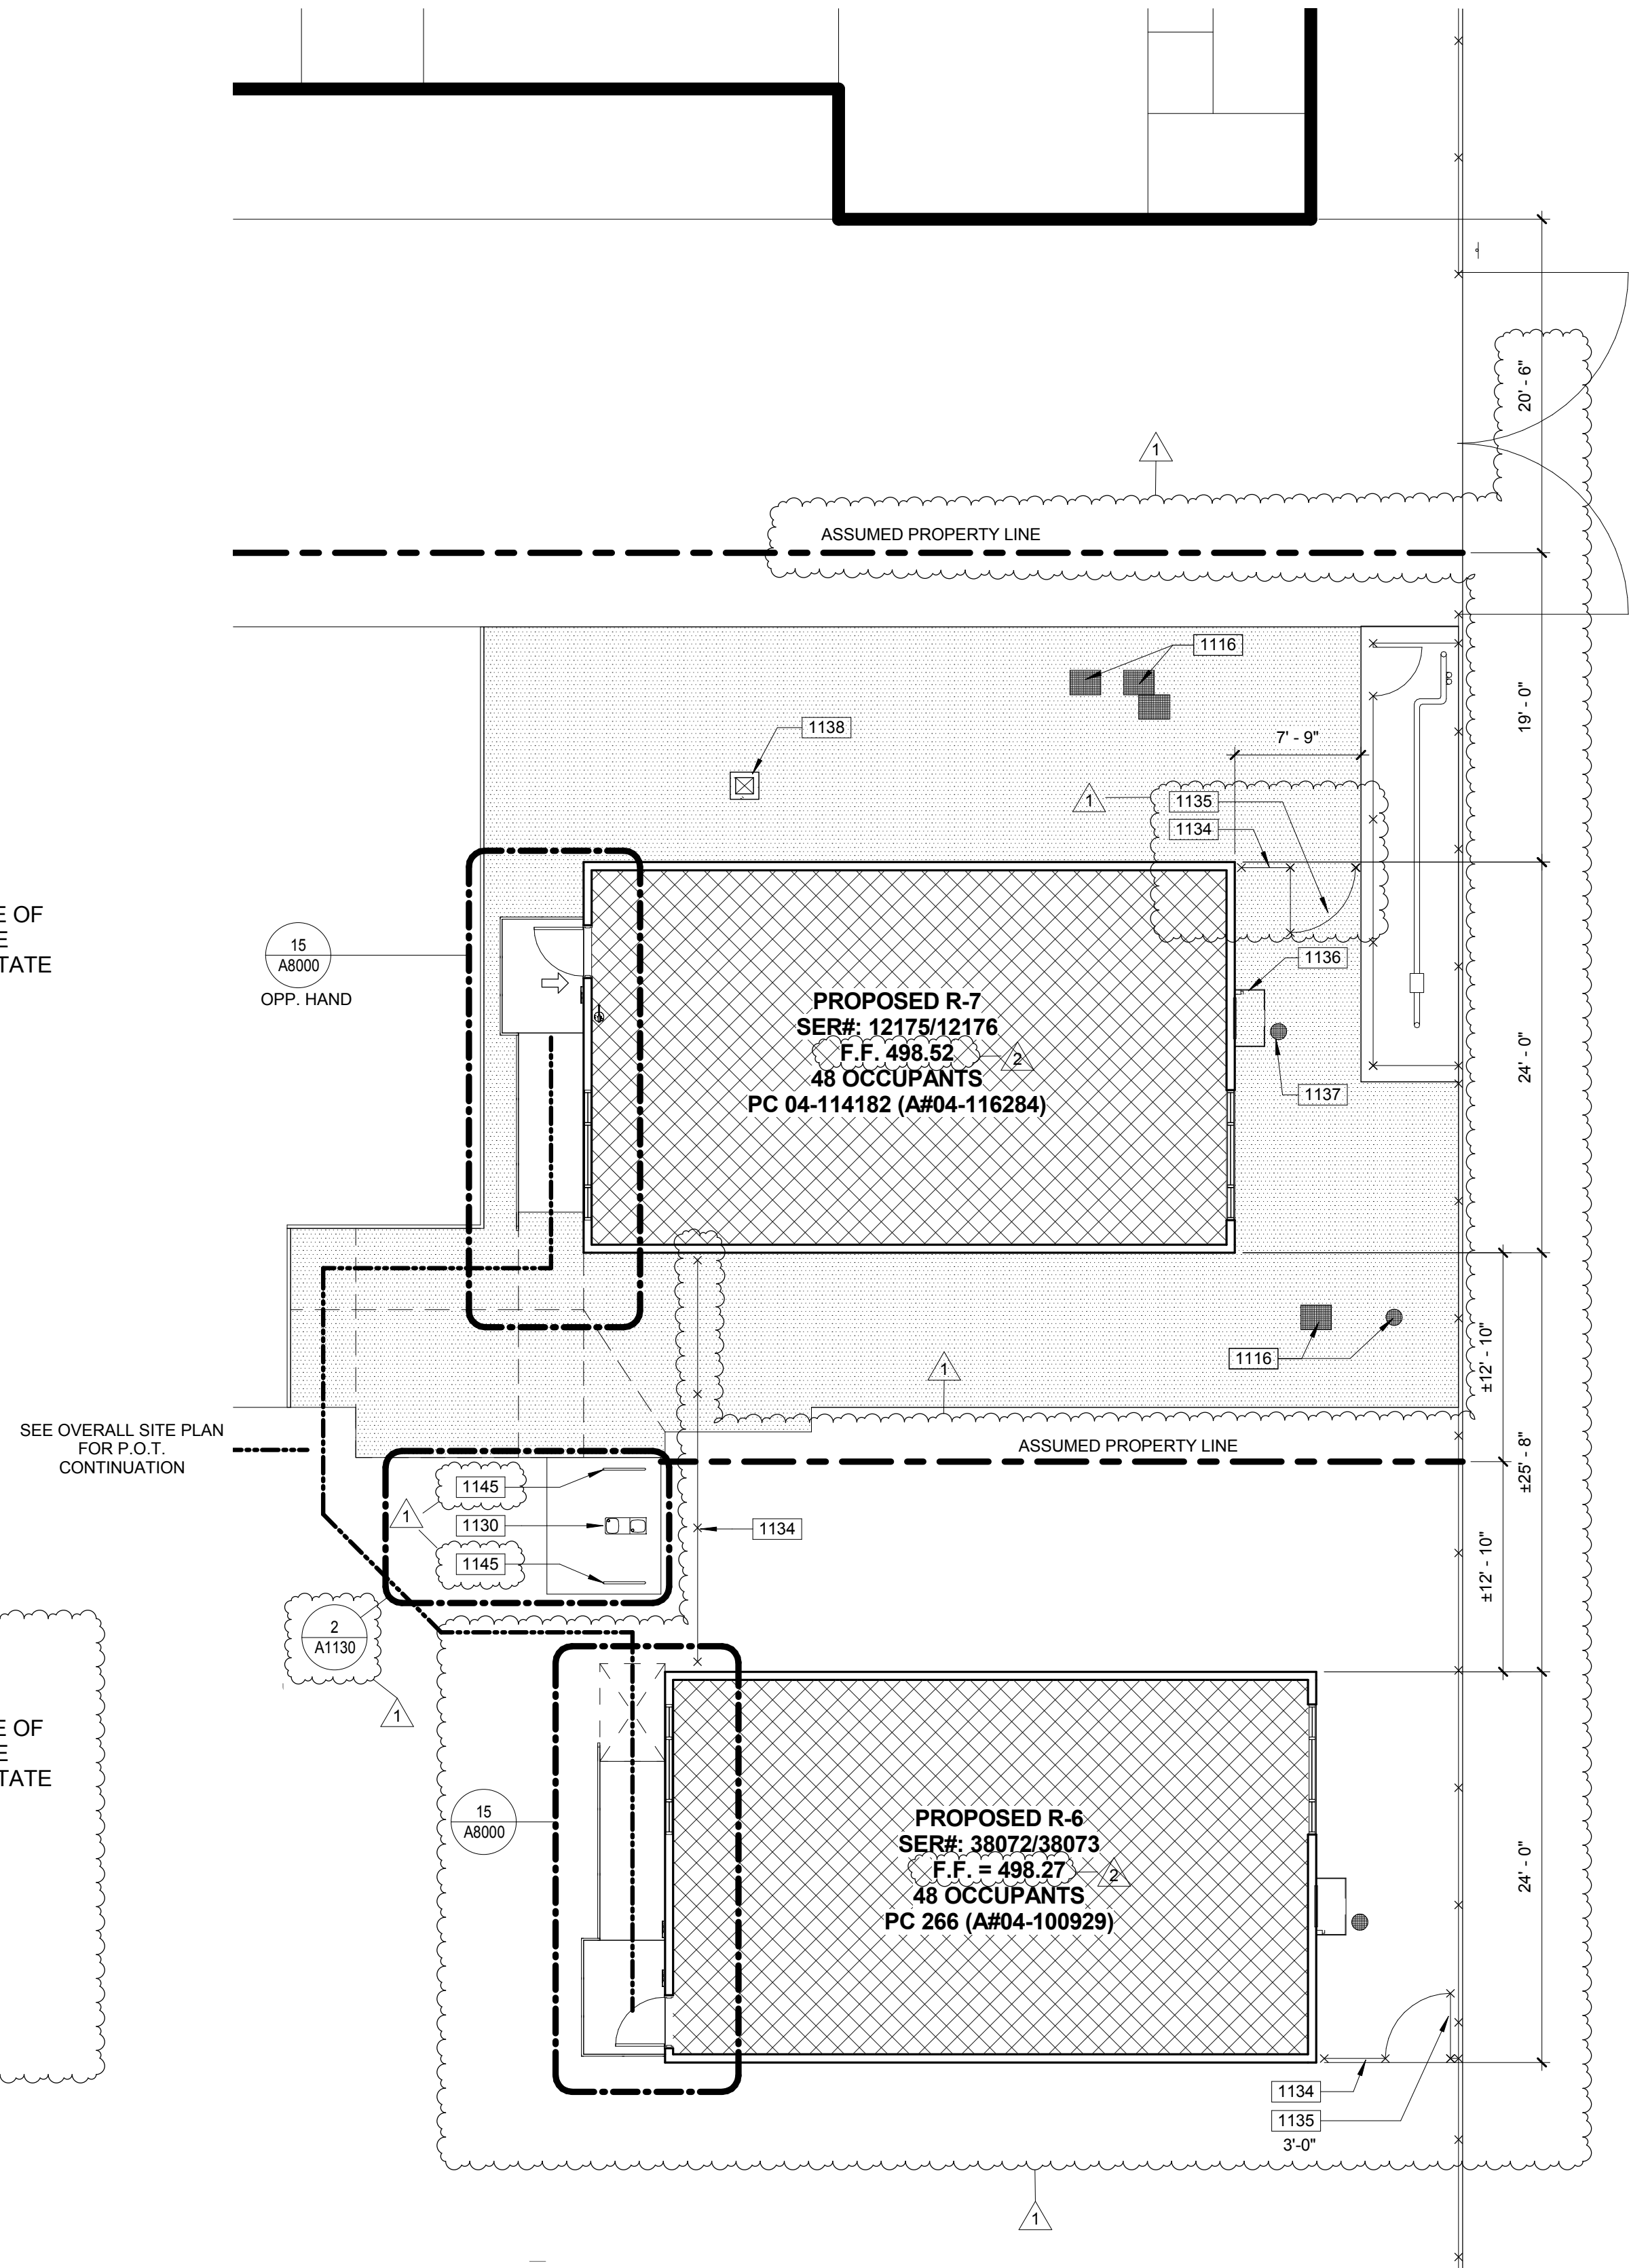 20' - 6"
1
ASSUMED PROPERTY LINE
1116
19' - 0"
1138
7' - 9"
1
1135
1134
E OF
E
TATE
15
A8000
OPP. HAND
1136
PROPOSED R-7
SER#: 12175/12176
F.F. 498.52
2
48 OCCUPANTS
PC 04-114182 (A#04-116284)
24' - 0"
1137
1116
±12' - 10"
1
SEE OVERALL SITE PLAN
FOR P.O.T.
CONTINUATION
ASSUMED PROPERTY LINE
±25' - 8"
1145
1
1130
1134
1145
±12' - 10"
2
A1130
1
E OF
E
TATE
15
A8000
PROPOSED R-6
SER#: 38072/38073
F.F. = 498.27
2
48 OCCUPANTS
PC 266 (A#04-100929)
24' - 0"
1134
1135
3'-0"
1